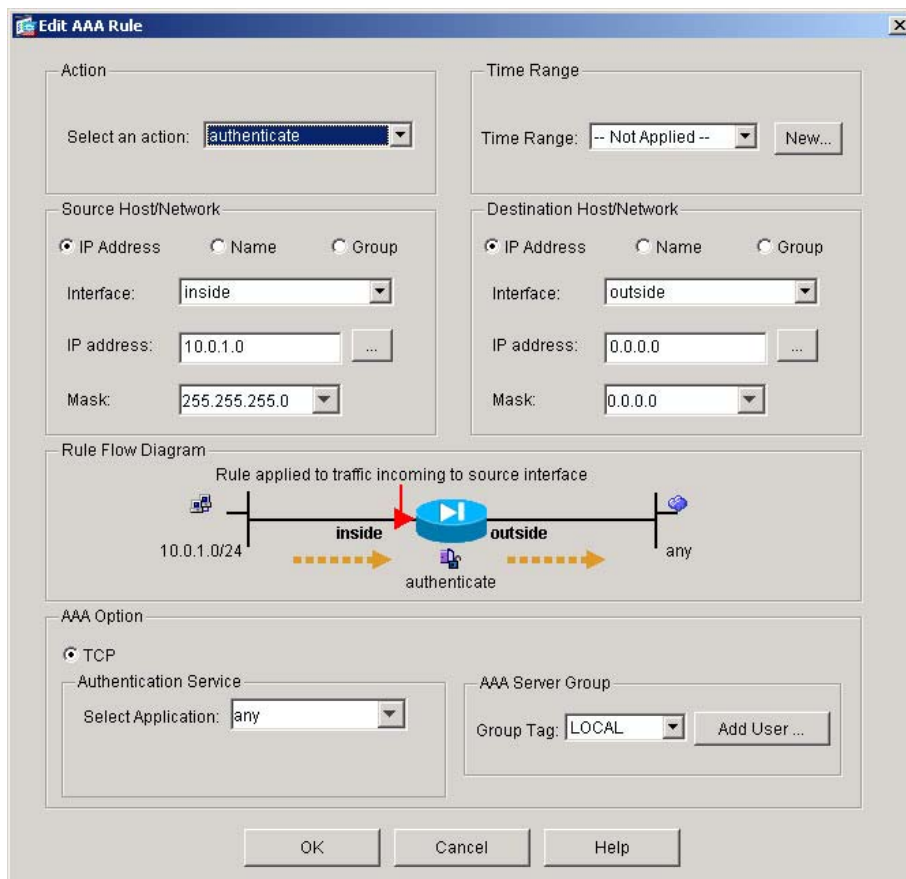 Edit AAA Rule
Action
Select an action: authenticate
Time Range
Time Range: -- Not Applied -- New...
Source Host/Network
IP Address Name Group
Interface: inside
IP address: 10.0.1.0 ...
Mask: 255.255.255.0
Destination Host/Network
IP Address Name Group
Interface: outside
IP address: 0.0.0.0 ...
Mask: 0.0.0.0
Rule Flow Diagram
Rule applied to traffic incoming to source interface
inside outside
10.0.1.0/24 any
authenticate
AAA Option
TCP
Authentication Service
Select Application: any
AAA Server Group
Group Tag: LOCAL Add User ...
OK Cancel Help